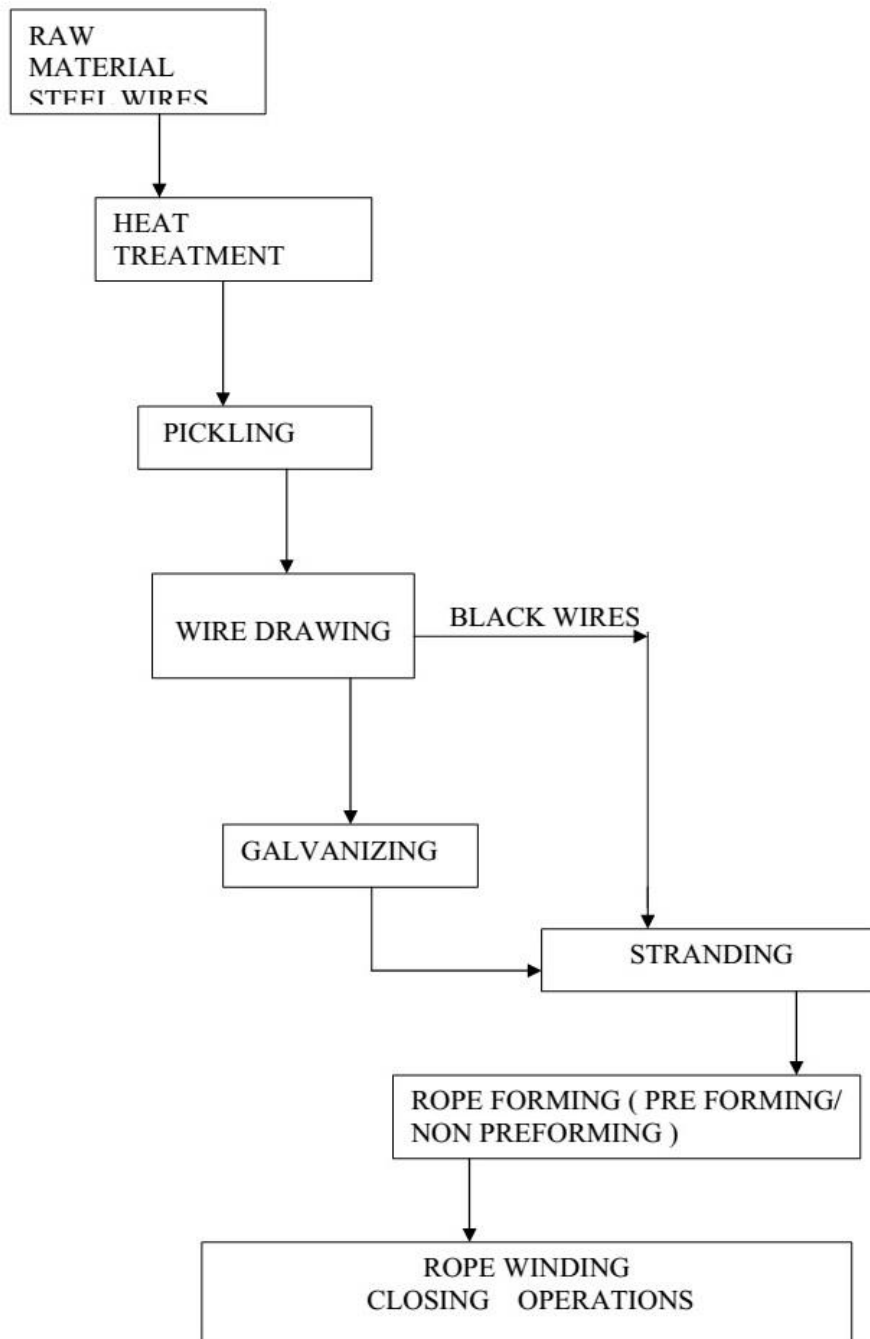 RAW
MATERIAL
STEEL WIRES
HEAT
TREATMENT
PICKLING
WIRE DRAWING
BLACK WIRES
GALVANIZING
STRANDING
ROPE FORMING ( PRE FORMING/
NON PREFORMING )
ROPE WINDING
CLOSING OPERATIONS